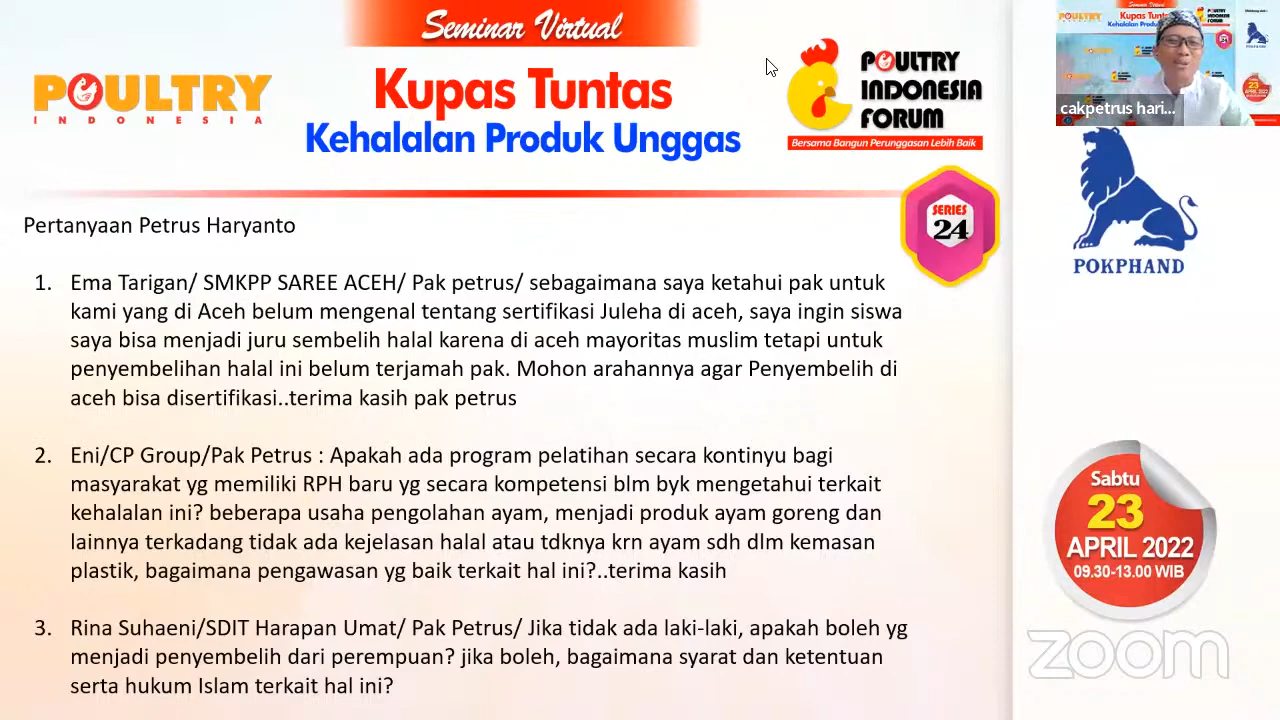 Seminar Virtual
POULTRY
INDONESIA
Kupas Tuntas
Kehalalan Produk Unggas
POULTRY
INDONESIA
FORUM
Bersama Bangun Perunggasan Lebih Baik
cakpetrus hari...
SERIES
24
POKPHAND
Pertanyaan Petrus Haryanto
1. Ema Tarigan/ SMKPP SAREE ACEH/ Pak petrus/ sebagaimana saya ketahui pak untuk
kami yang di Aceh belum mengenal tentang sertifikasi Juleha di aceh, saya ingin siswa
saya bisa menjadi juru sembelih halal karena di aceh mayoritas muslim tetapi untuk
penyembelihan halal ini belum terjamah pak. Mohon arahannya agar Penyembelih di
aceh bisa disertifikasi..terima kasih pak petrus
2. Eni/CP Group/Pak Petrus : Apakah ada program pelatihan secara kontinyu bagi
masyarakat yg memiliki RPH baru yg secara kompetensi blm byk mengetahui terkait
kehalalan ini? beberapa usaha pengolahan ayam, menjadi produk ayam goreng dan
lainnya terkadang tidak ada kejelasan halal atau tdknya krn ayam sdh dlm kemasan
plastik, bagaimana pengawasan yg baik terkait hal ini?..terima kasih
3. Rina Suhaeni/SDIT Harapan Umat/ Pak Petrus/ Jika tidak ada laki-laki, apakah boleh yg
menjadi penyembelih dari perempuan? jika boleh, bagaimana syarat dan ketentuan
serta hukum Islam terkait hal ini?
Sabtu
23
APRIL 2022
09.30-13.00 WIB
zoom